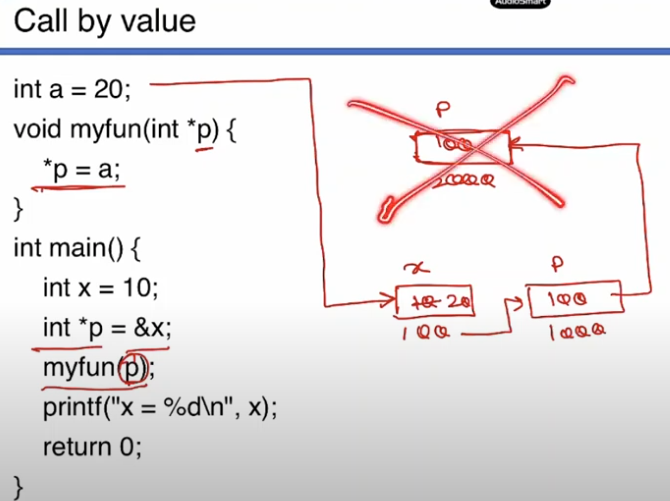 AudioSmart
Call by value
int a = 20;
void myfun(int *p) {
*p = a;
}
int main() {
int x = 10;
int *p = &x;
myfun(p);
printf("x = %d\n", x);
return 0;
}
P
100
2000
x
10 20
100
P
100
1000